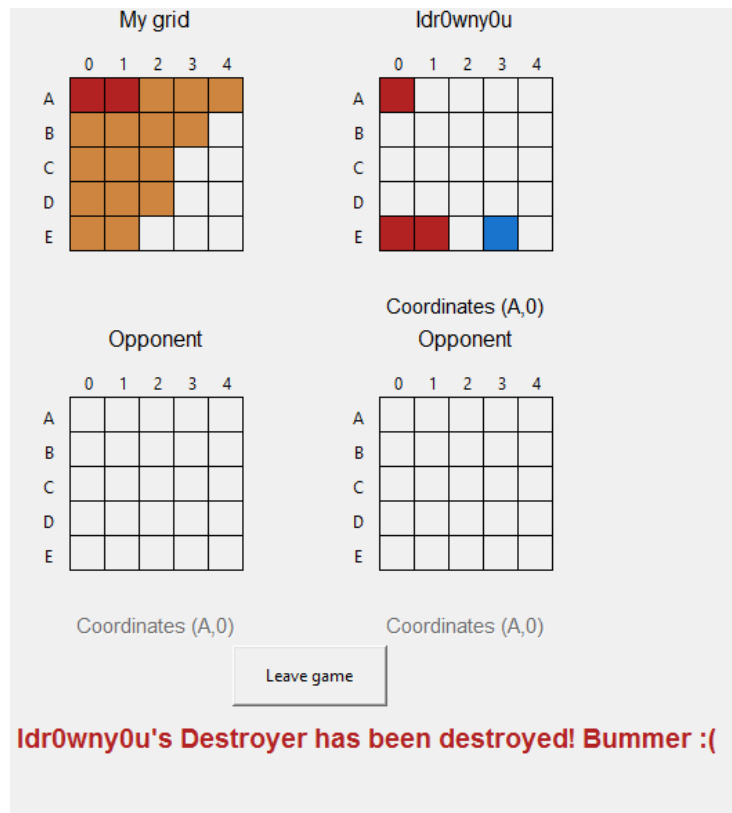 My grid Idr0wny0u
0 1 2 3 4 0 1 2 3 4
A A
B B
C C
D D
E E
Coordinates (A,0)
Opponent Opponent
0 1 2 3 4 0 1 2 3 4
A A
B B
C C
D D
E E
Coordinates (A,0) Coordinates (A,0)
Leave game
Idr0wny0u's Destroyer has been destroyed! Bummer :(